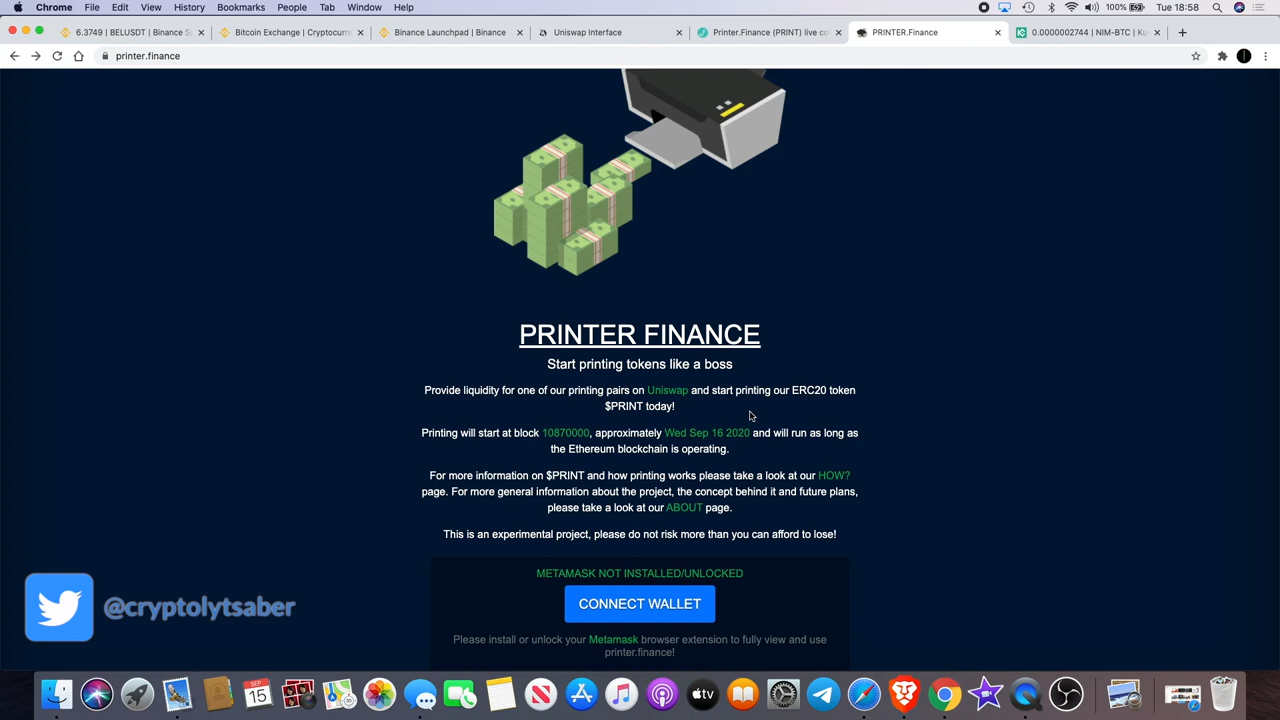 Chrome File Edit View History Bookmarks People Tab Window Help 100% Tue 18:58
6.3749 | BELUSDT | Binance S
Bitcoin Exchange | Cryptocurre
Binance Launchpad | Binance
Uniswap Interface
Printer.Finance (PRINT) live co
PRINTER.Finance
0.0000002744 | NIM-BTC | Ku
printer.finance
PRINTER FINANCE
Start printing tokens like a boss
Provide liquidity for one of our printing pairs on Uniswap and start printing our ERC20 token
$PRINT today!
Printing will start at block 10870000, approximately Wed Sep 16 2020 and will run as long as
the Ethereum blockchain is operating.
For more information on $PRINT and how printing works please take a look at our HOW?
page. For more general information about the project, the concept behind it and future plans,
please take a look at our ABOUT page.
This is an experimental project, please do not risk more than you can afford to lose!
METAMASK NOT INSTALLED/UNLOCKED
CONNECT WALLET
Please install or unlock your Metamask browser extension to fully view and use
printer.finance!
@cryptolytsaber
SEP
15
tv